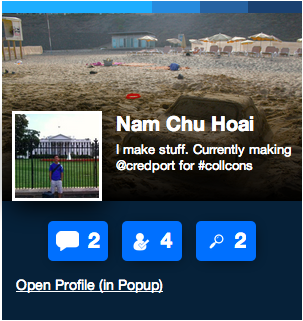 Nam Chu Hoai
I make stuff. Currently making
@credport for #collcons
2 4 2
Open Profile (in Popup)